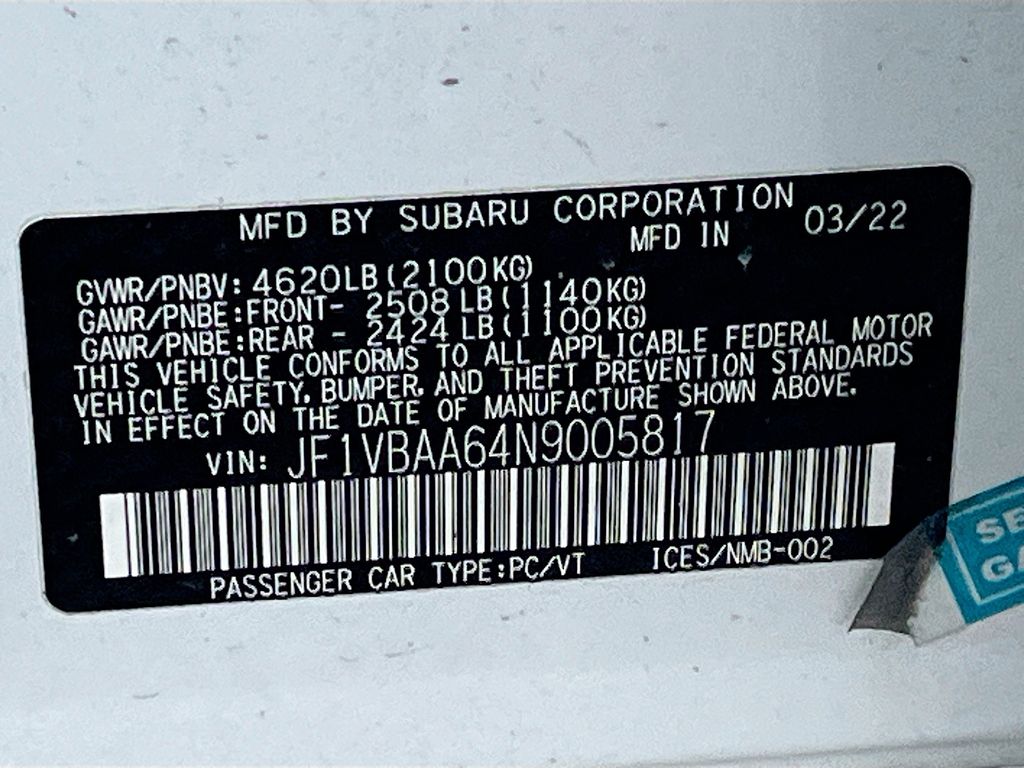 MFD BY SUBARU CORPORATION
MFD IN 03/22
GVWR/PNBV: 4620LB(2100KG)
GAWR/PNBE:FRONT- 2508LB(1140KG)
GAWR/PNBE:REAR - 2424LB(1100KG)
THIS VEHICLE CONFORMS TO ALL APPLICABLE FEDERAL MOTOR
VEHICLE SAFETY, BUMPER, AND THEFT PREVENTION STANDARDS
IN EFFECT ON THE DATE OF MANUFACTURE SHOWN ABOVE.
VIN: JF1VBAA64N9005817
PASSENGER CAR TYPE:PC/VT ICES/NMB-002